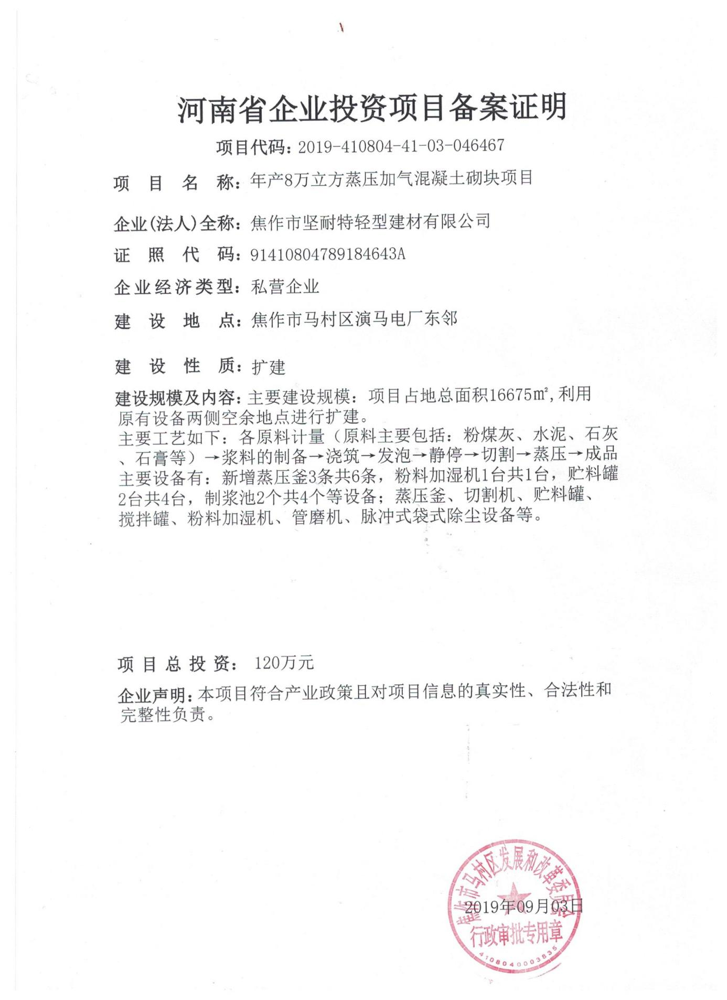 河南省企业投资项目备案证明
项目代码：2019-410804-41-03-046467
项目名称：年产8万立方蒸压加气混凝土砌块项目
企业(法人)全称：焦作市坚耐特轻型建材有限公司
证照代码：91410804789184643A
企业经济类型：私营企业
建设地点：焦作市马村区演马电厂东邻
建设性质：扩建
建设规模及内容：主要建设规模：项目占地总面积16675㎡,利用
原有设备两侧空余地点进行扩建。
主要工艺如下：各原料计量（原料主要包括：粉煤灰、水泥、石灰
、石膏等）→浆料的制备→浇筑→发泡→静停→切割→蒸压→成品
主要设备有：新增蒸压釜3条共6条，粉料加湿机1台共1台，贮料罐
2台共4台，制浆池2个共4个等设备；蒸压釜、切割机、贮料罐、
搅拌罐、粉料加湿机、管磨机、脉冲式袋式除尘设备等。
项目总投资：120万元
企业声明：本项目符合产业政策且对项目信息的真实性、合法性和
完整性负责。
焦作市马村区发展和改革委员会
2019年09月03日
行政审批专用章
4108040003835